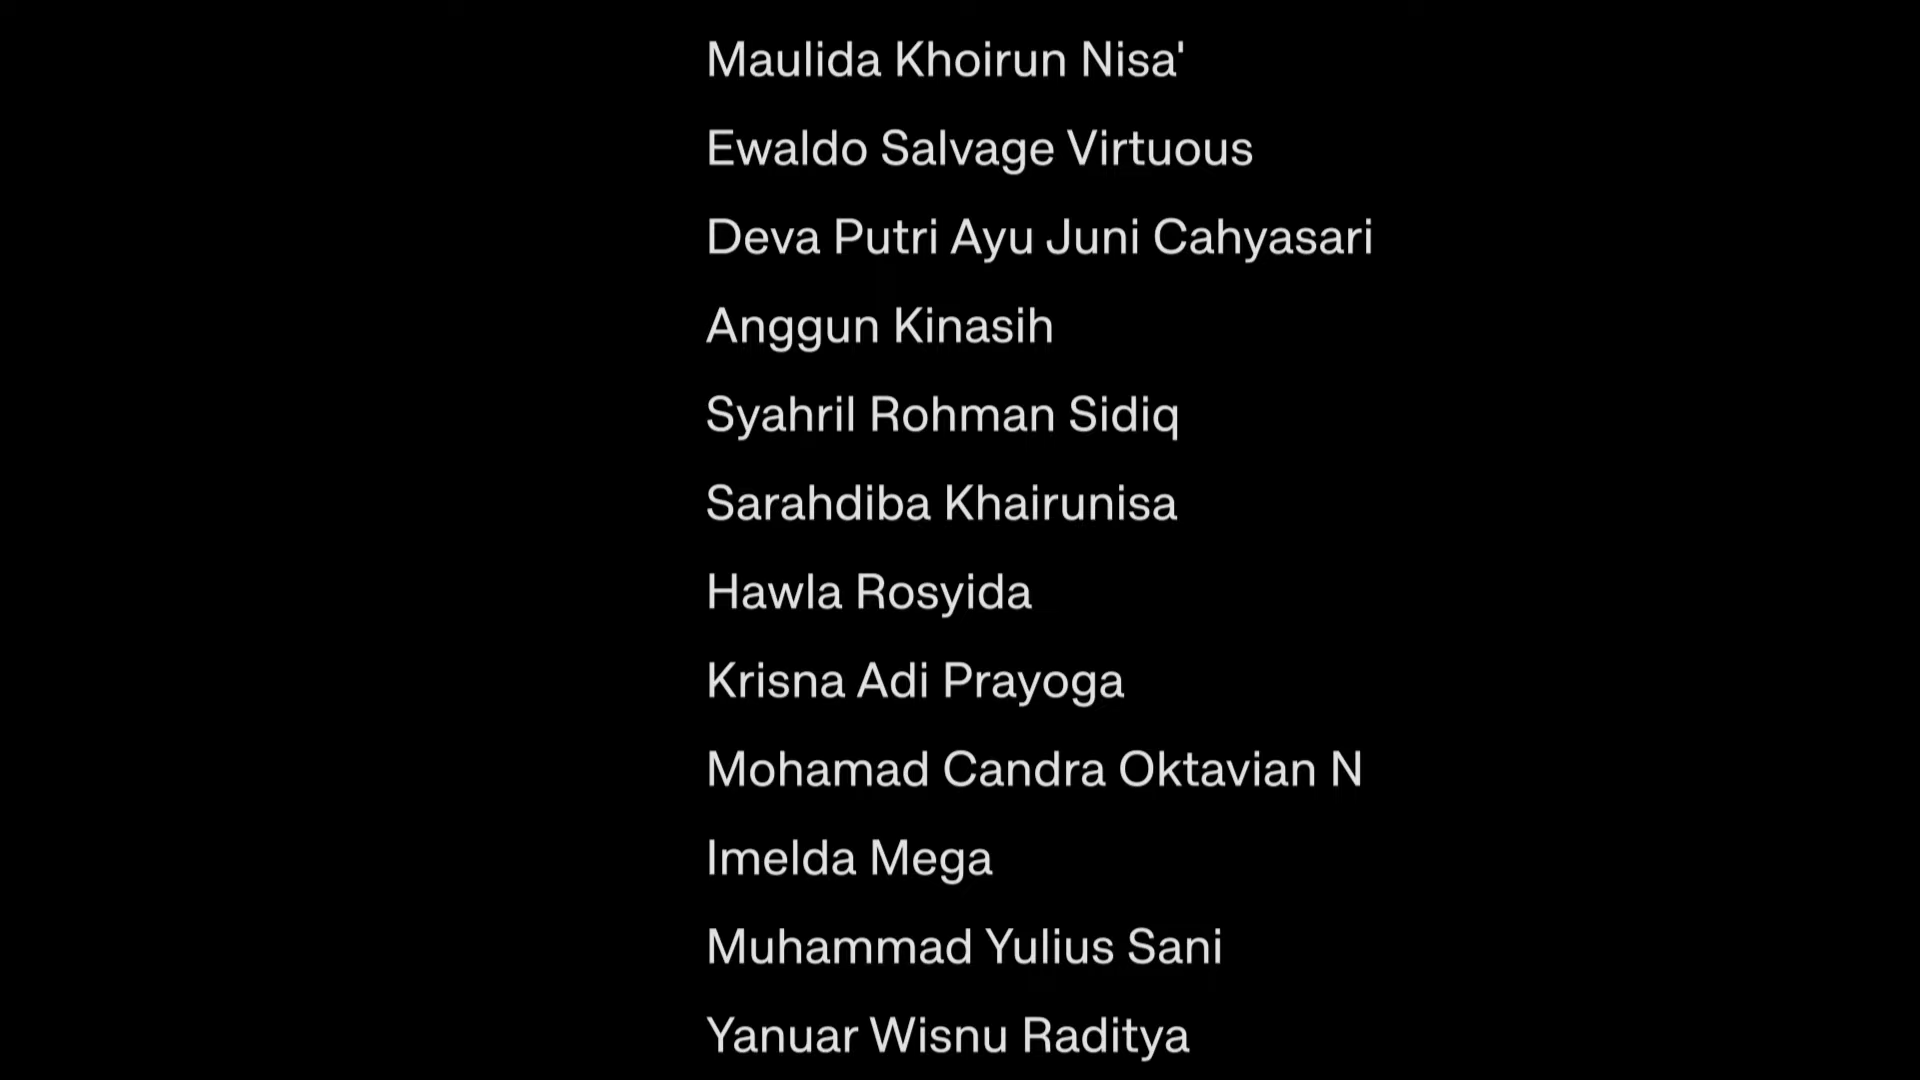 Maulida Khoirun Nisa'
Ewaldo Salvage Virtuous
Deva Putri Ayu Juni Cahyasari
Anggun Kinasih
Syahril Rohman Sidiq
Sarahdiba Khairunisa
Hawla Rosyida
Krisna Adi Prayoga
Mohamad Candra Oktavian N
Imelda Mega
Muhammad Yulius Sani
Yanuar Wisnu Raditya